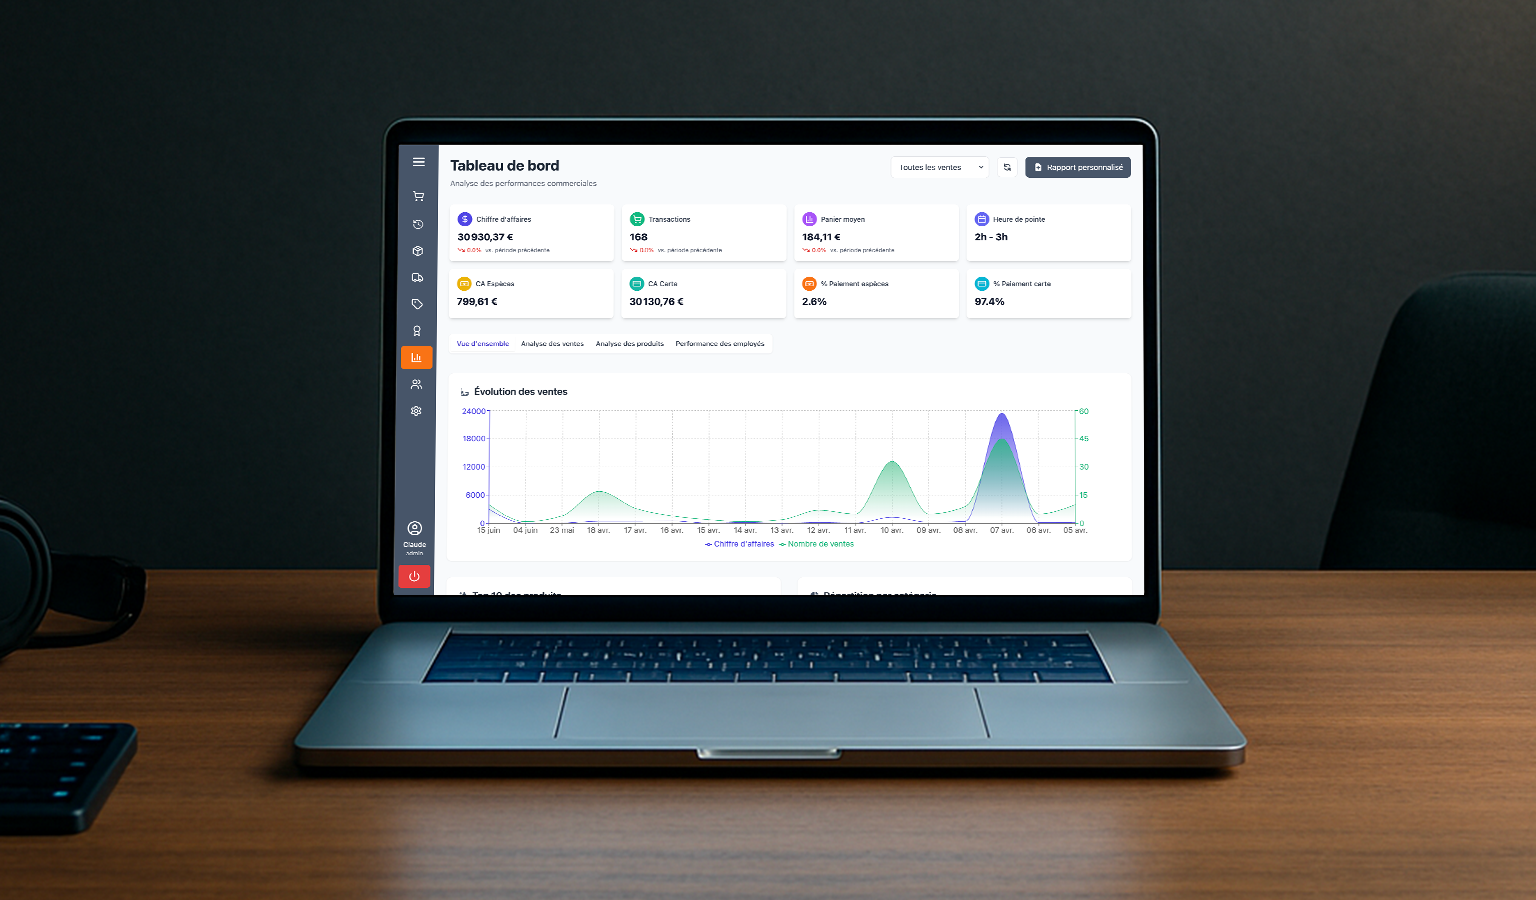 Tableau de bord
Analyse des performances commerciales
Toutes les ventes
Rapport personnalisé
Chiffre d'affaires
30 930,37 €
0.0% vs. période précédente
Transactions
168
0.0% vs. période précédente
Panier moyen
184,11 €
0.0% vs. période précédente
Heure de pointe
2h - 3h
CA Espèces
799,61 €
CA Carte
30 130,76 €
% Paiement espèces
2.6%
% Paiement carte
97.4%
Vue d'ensemble Analyse des ventes Analyse des produits Performance des employés
Évolution des ventes
24000 60
18000 45
12000 30
6000 15
0 0
15 juin 04 juin 23 mai 18 avr. 17 avr. 16 avr. 15 avr. 14 avr. 13 avr. 12 avr. 11 avr. 10 avr. 09 avr. 08 avr. 07 avr. 06 avr. 05 avr.
Chiffre d'affaires Nombre de ventes
Claude
admin
Top 10 des produits
Répartition par catégorie